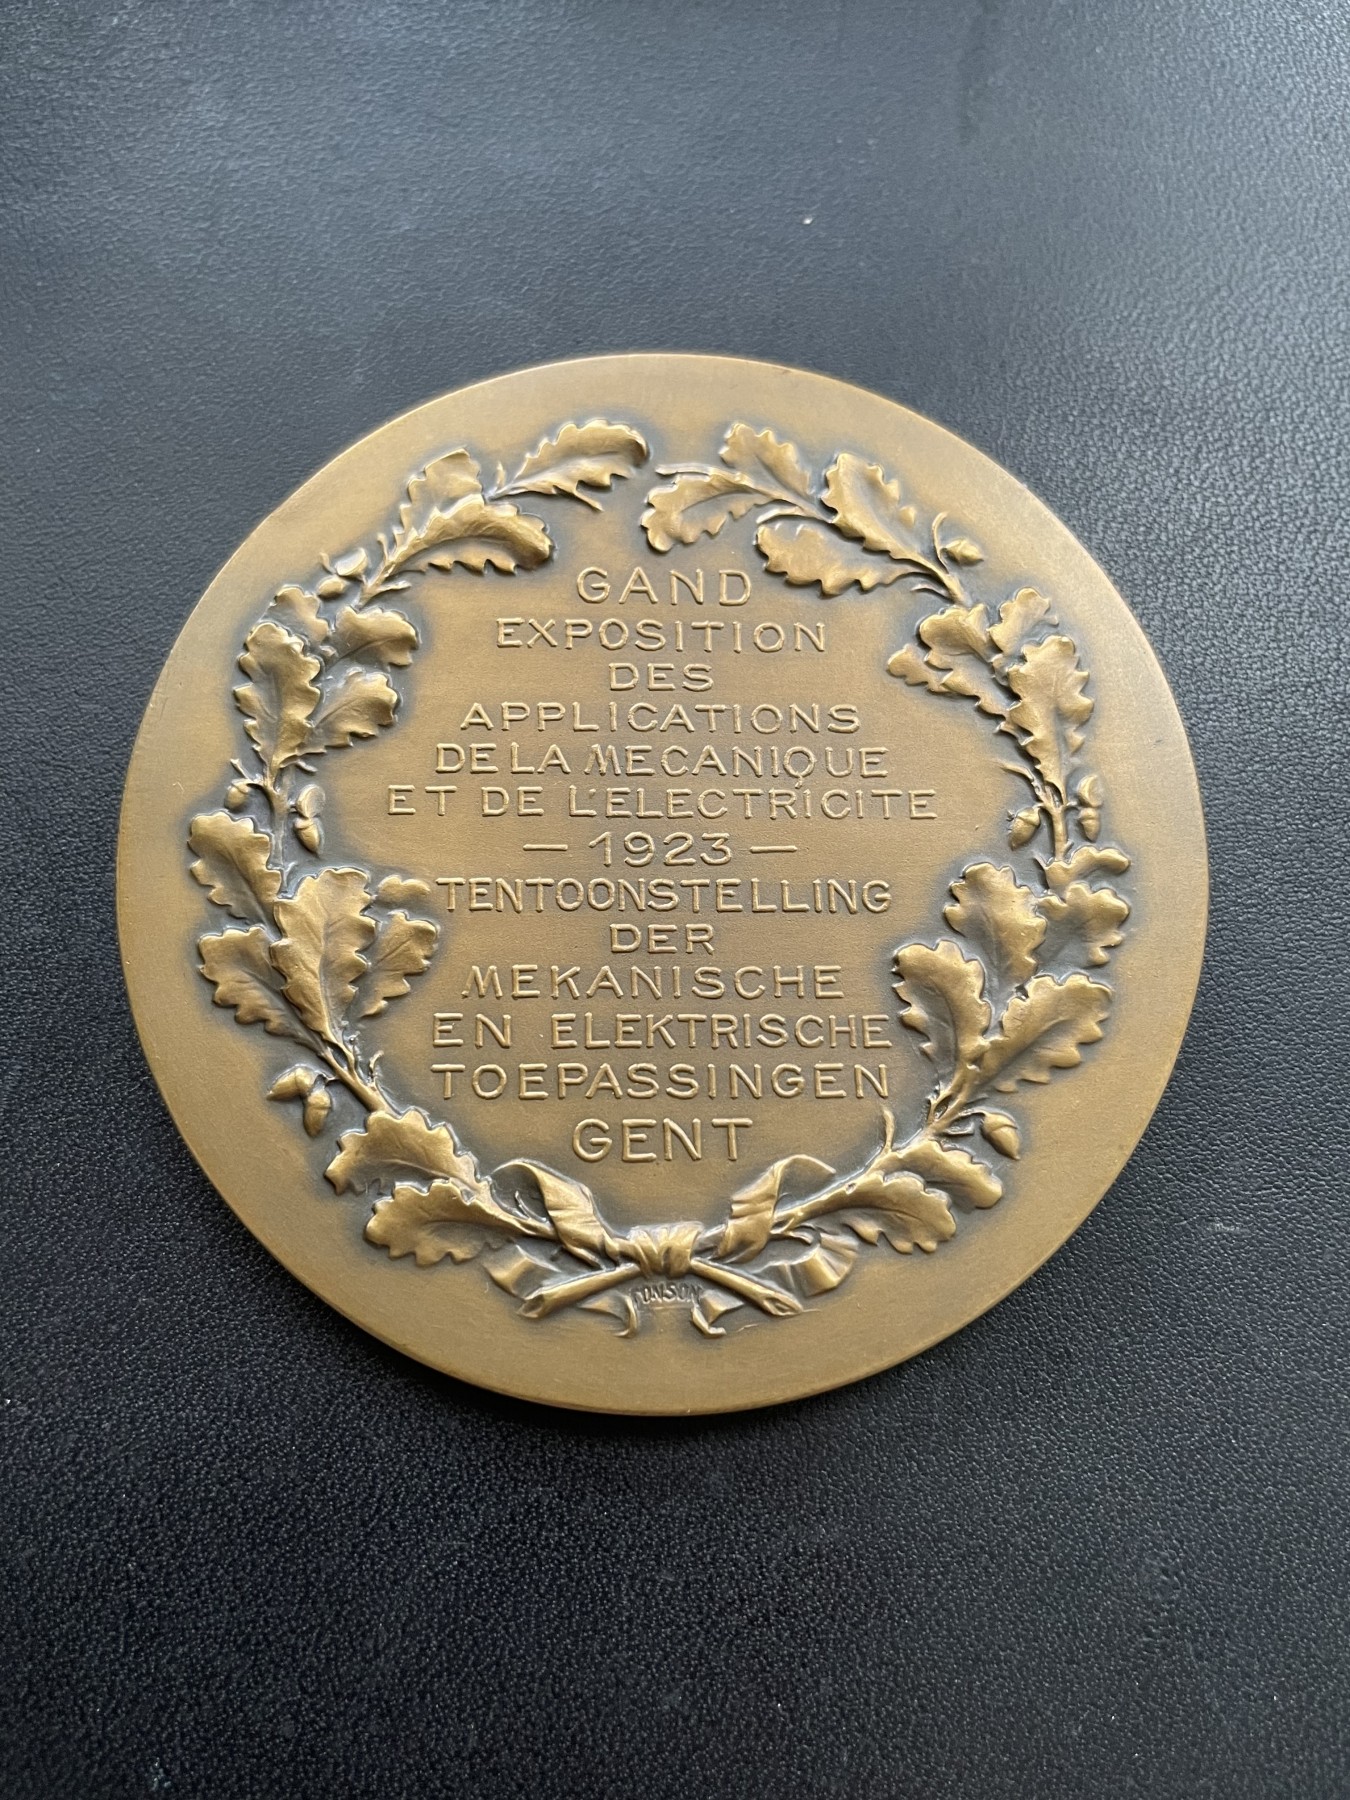 GAND
EXPOSITION
DES
APPLICATIONS
DE LA MECANIQUE
ET DE L'ELECTRICITE
— 1923 —
TENTOONSTELLING
DER
MEKANISCHE
EN ELEKTRISCHE
TOEPASSINGEN
GENT